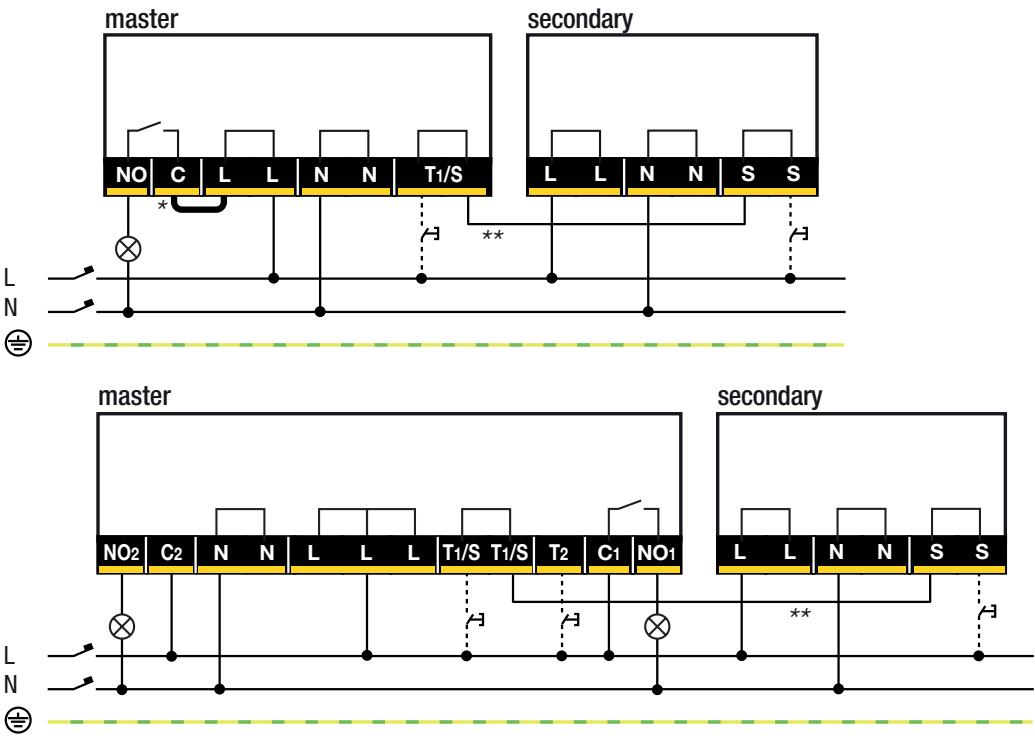 master secondary
NO C L L N N T1/S L L N N S S
* **
L
N
master secondary
NO2 C2 N N L L L T1/S T1/S T2 C1 NO1 L L N N S S
**
L
N